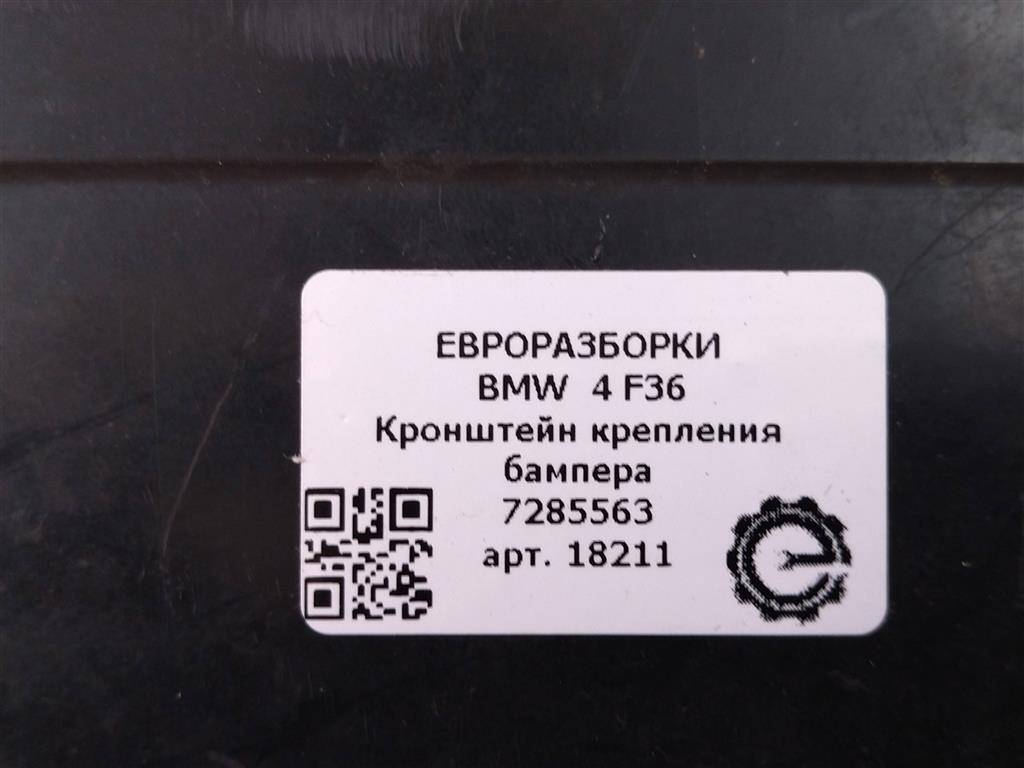 ЕВРОРАЗБОРКИ
BMW 4 F36
Кронштейн крепления
бампера
7285563
арт. 18211